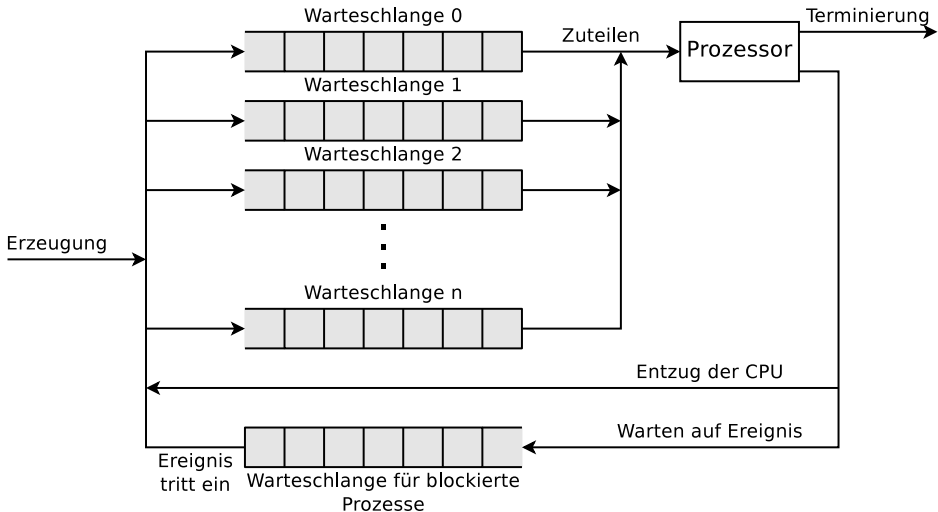 Warteschlange 0
Terminierung
Zuteilen
Prozessor
Warteschlange 1
Warteschlange 2
Erzeugung
Warteschlange n
Entzug der CPU
Warten auf Ereignis
Ereignis
tritt ein
Warteschlange für blockierte
Prozesse